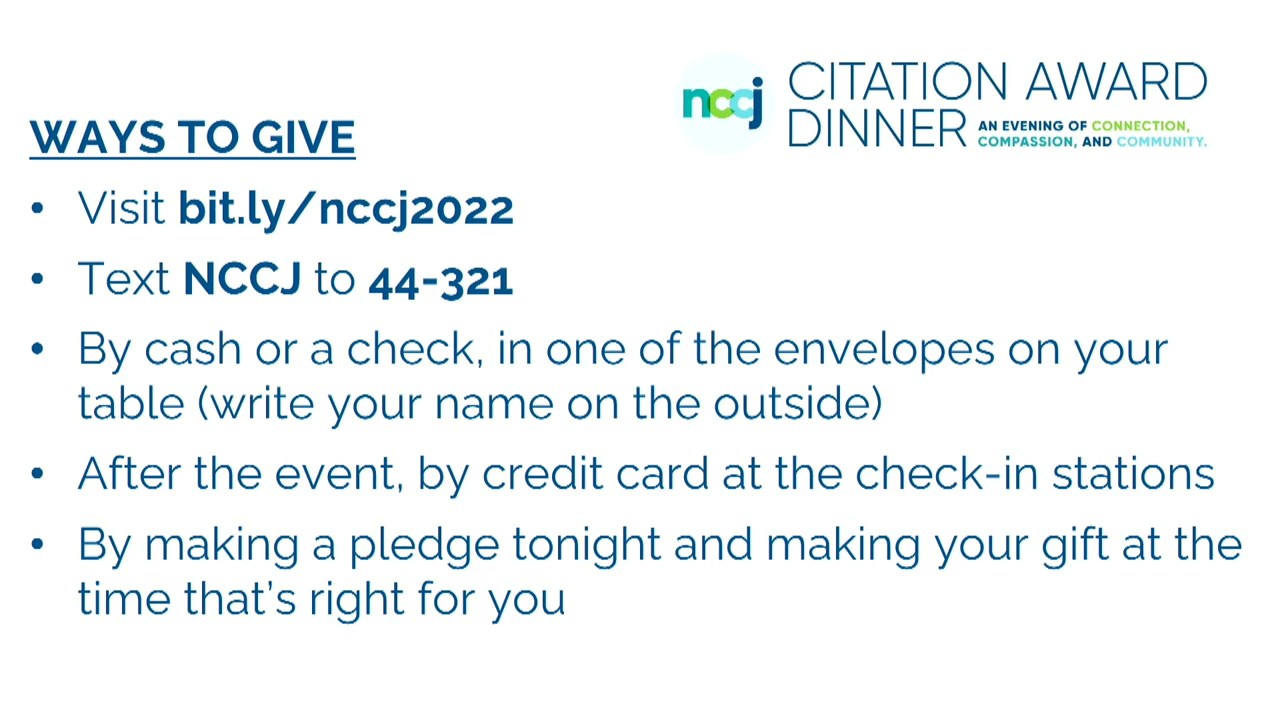 nccj CITATION AWARD
DINNER AN EVENING OF CONNECTION,
COMPASSION, AND COMMUNITY.
WAYS TO GIVE
• Visit bit.ly/nccj2022
• Text NCCJ to 44-321
• By cash or a check, in one of the envelopes on your
table (write your name on the outside)
• After the event, by credit card at the check-in stations
• By making a pledge tonight and making your gift at the
time that's right for you